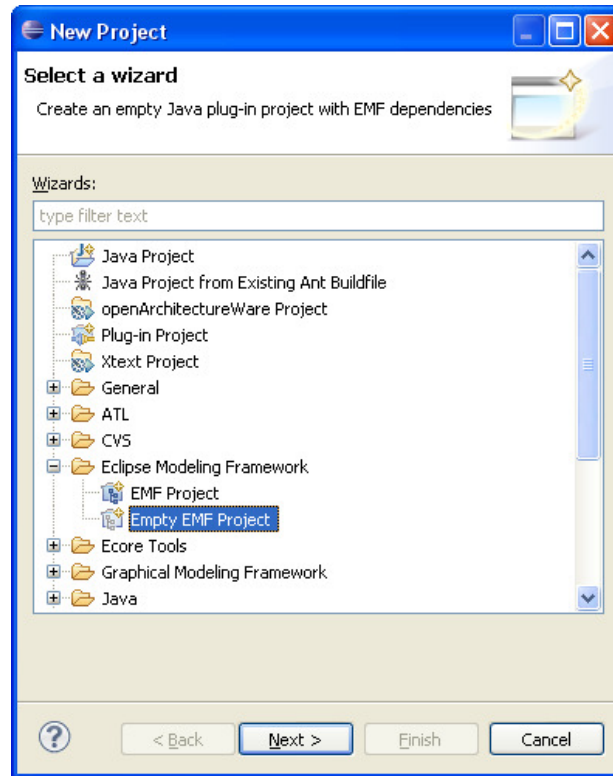 New Project
Select a wizard
Create an empty Java plug-in project with EMF dependencies
Wizards:
type filter text
Java Project
Java Project from Existing Ant Buildfile
openArchitectureWare Project
Plug-in Project
Xtext Project
General
ATL
CVS
Eclipse Modeling Framework
EMF Project
Empty EMF Project
Ecore Tools
Graphical Modeling Framework
Java
? < Back Next > Finish Cancel